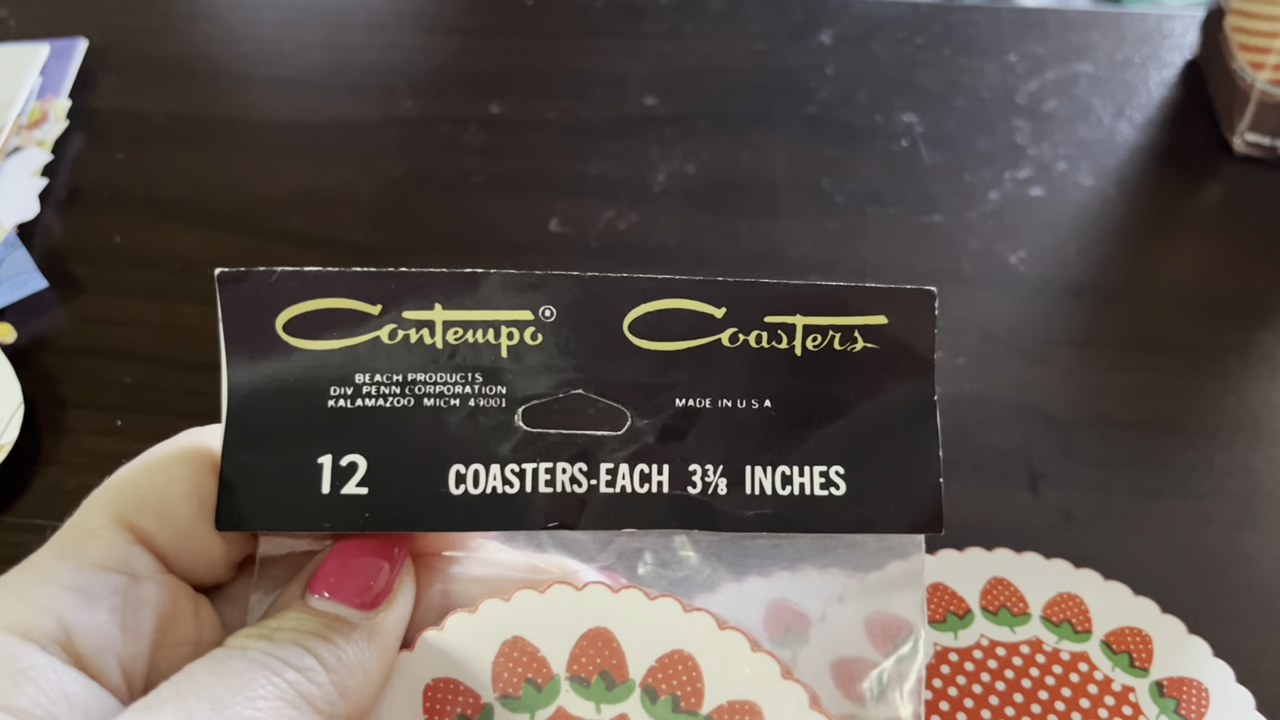 Contempo® Coasters
BEACH PRODUCTS
DIV PENN CORPORATION
KALAMAZOO MICH 49001
MADE IN U S A
12 COASTERS-EACH 3⅜ INCHES